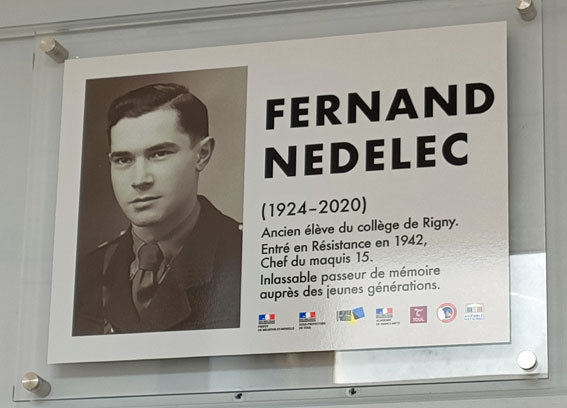 FERNAND
NEDELEC
(1924–2020)
Ancien élève du collège de Rigny.
Entré en Résistance en 1942,
Chef du maquis 15.
Inlassable passeur de mémoire
auprès des jeunes générations.
TOUL